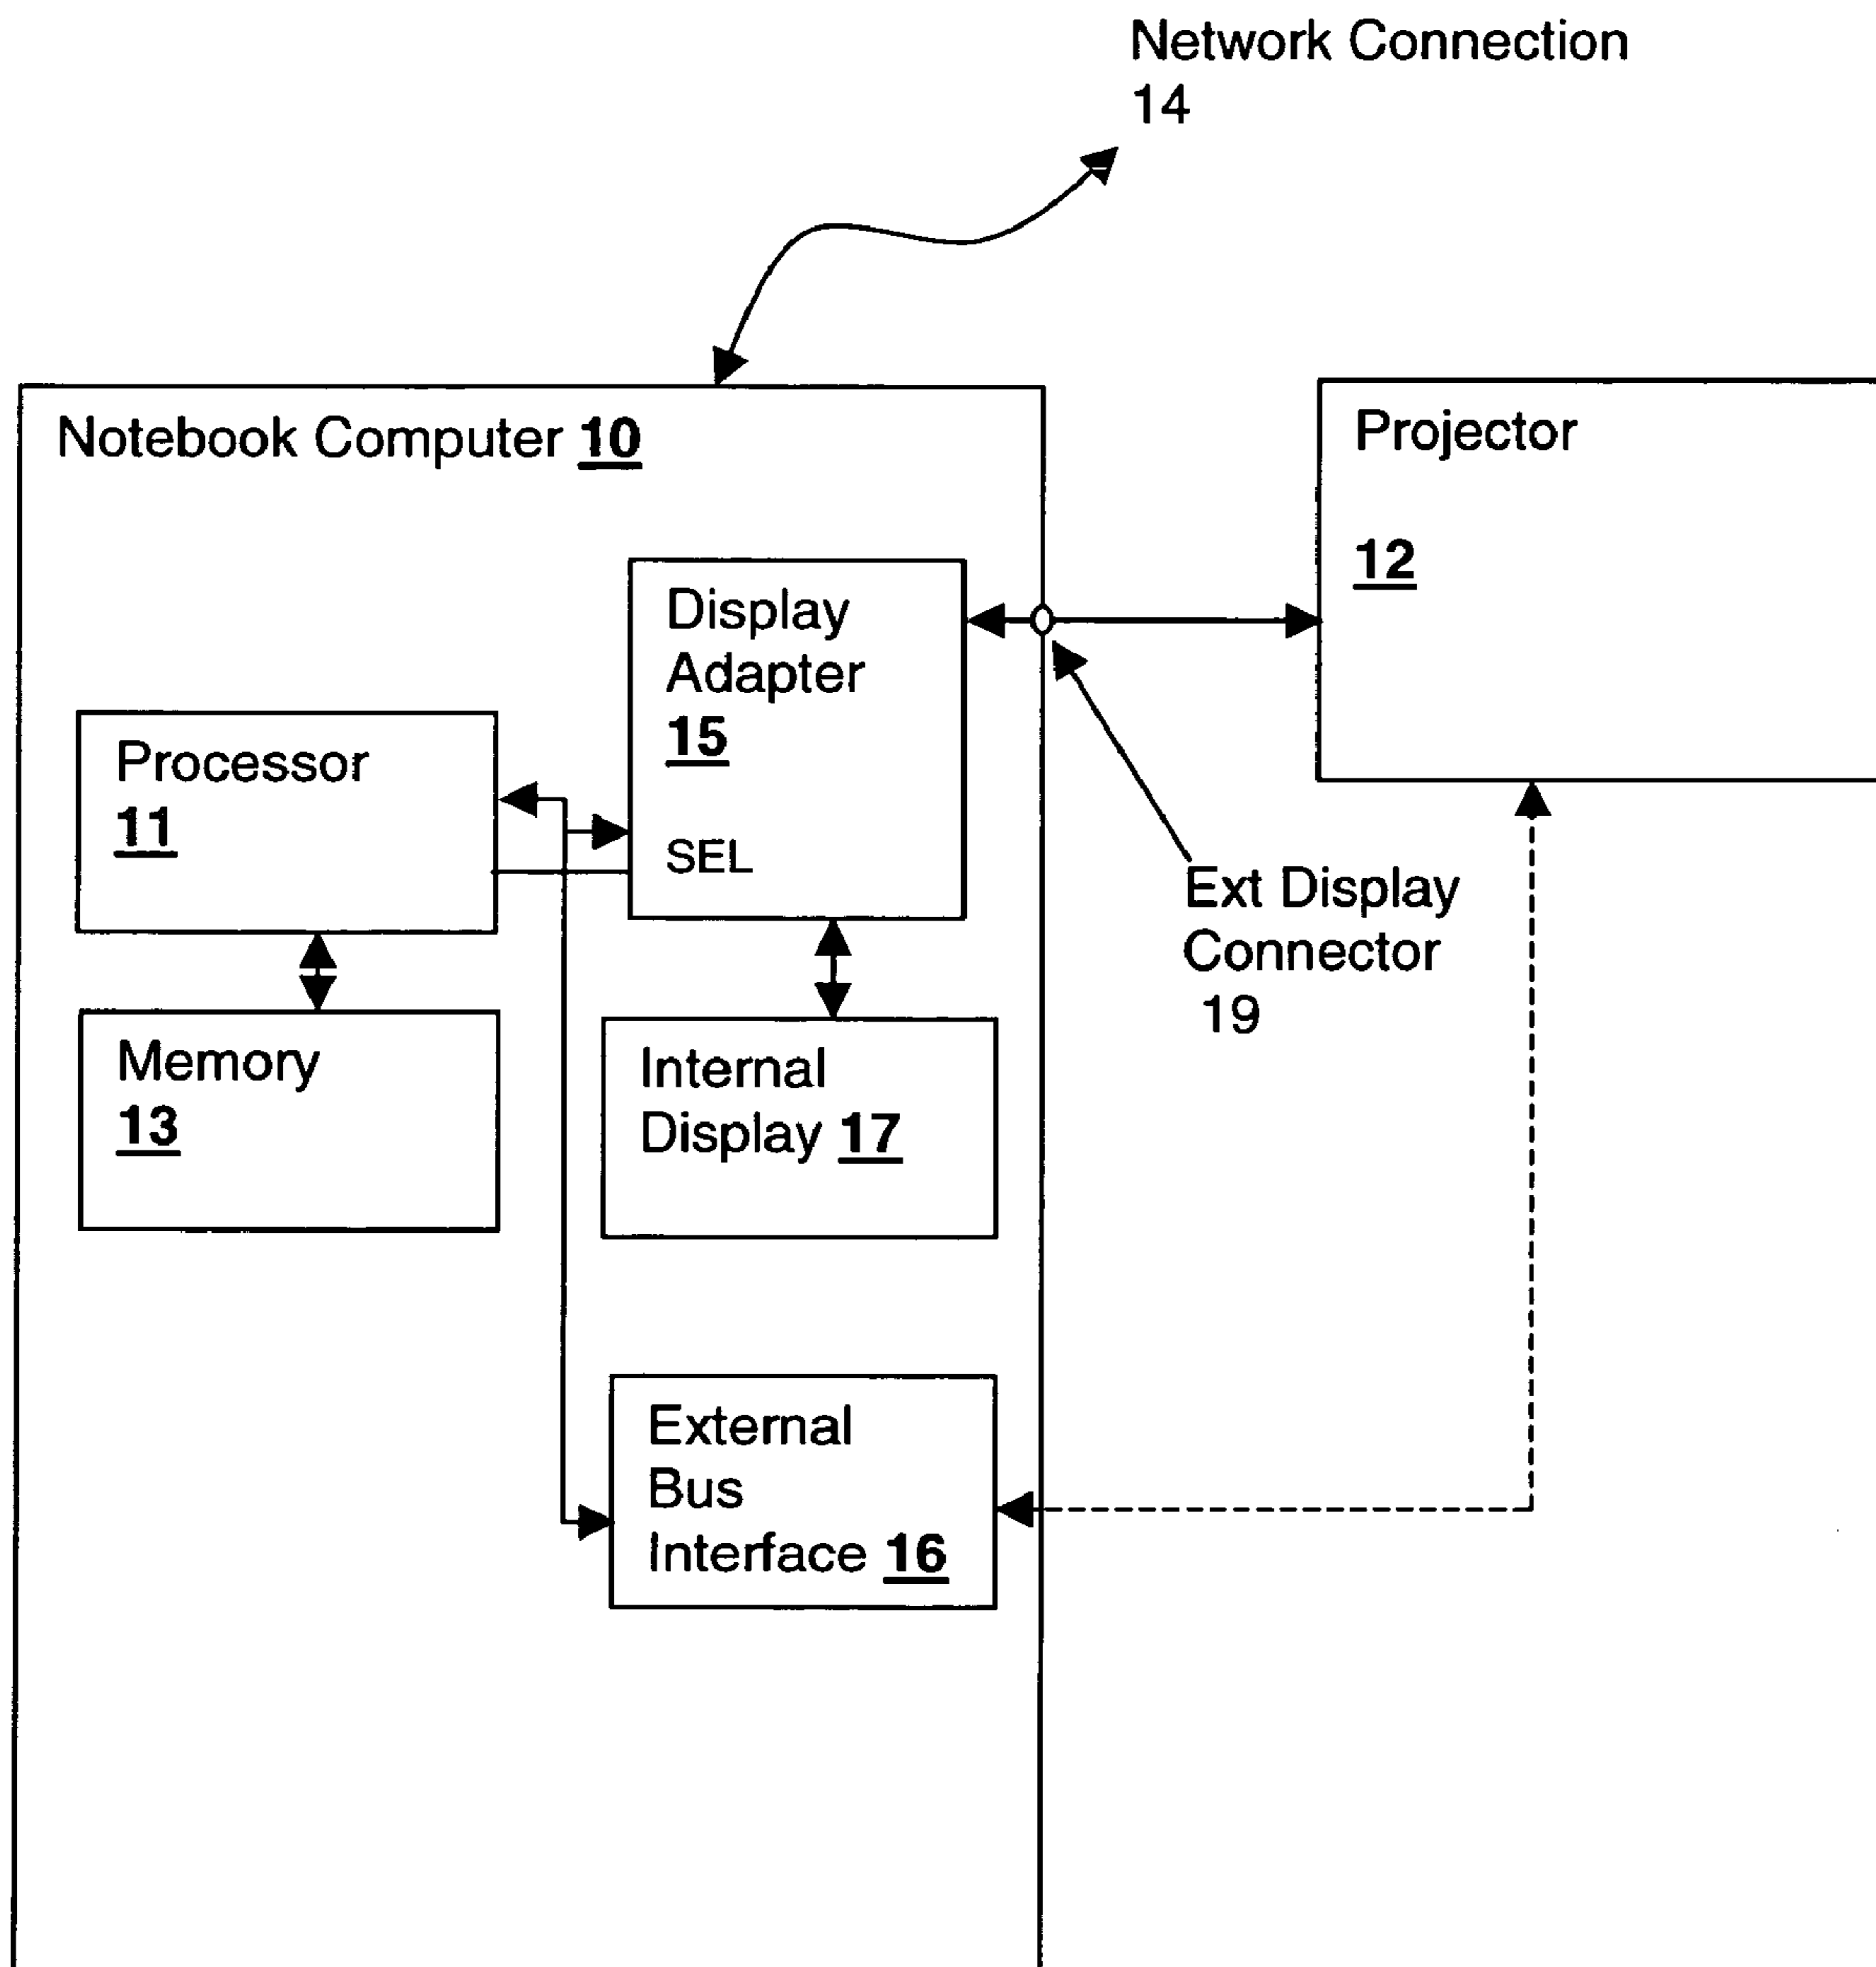 Network Connection
14
Notebook Computer 10
Projector
12
Display
Adapter
15
SEL
Processor
11
Ext Display
Connector
19
Memory
13
Internal
Display 17
External
Bus
Interface 16